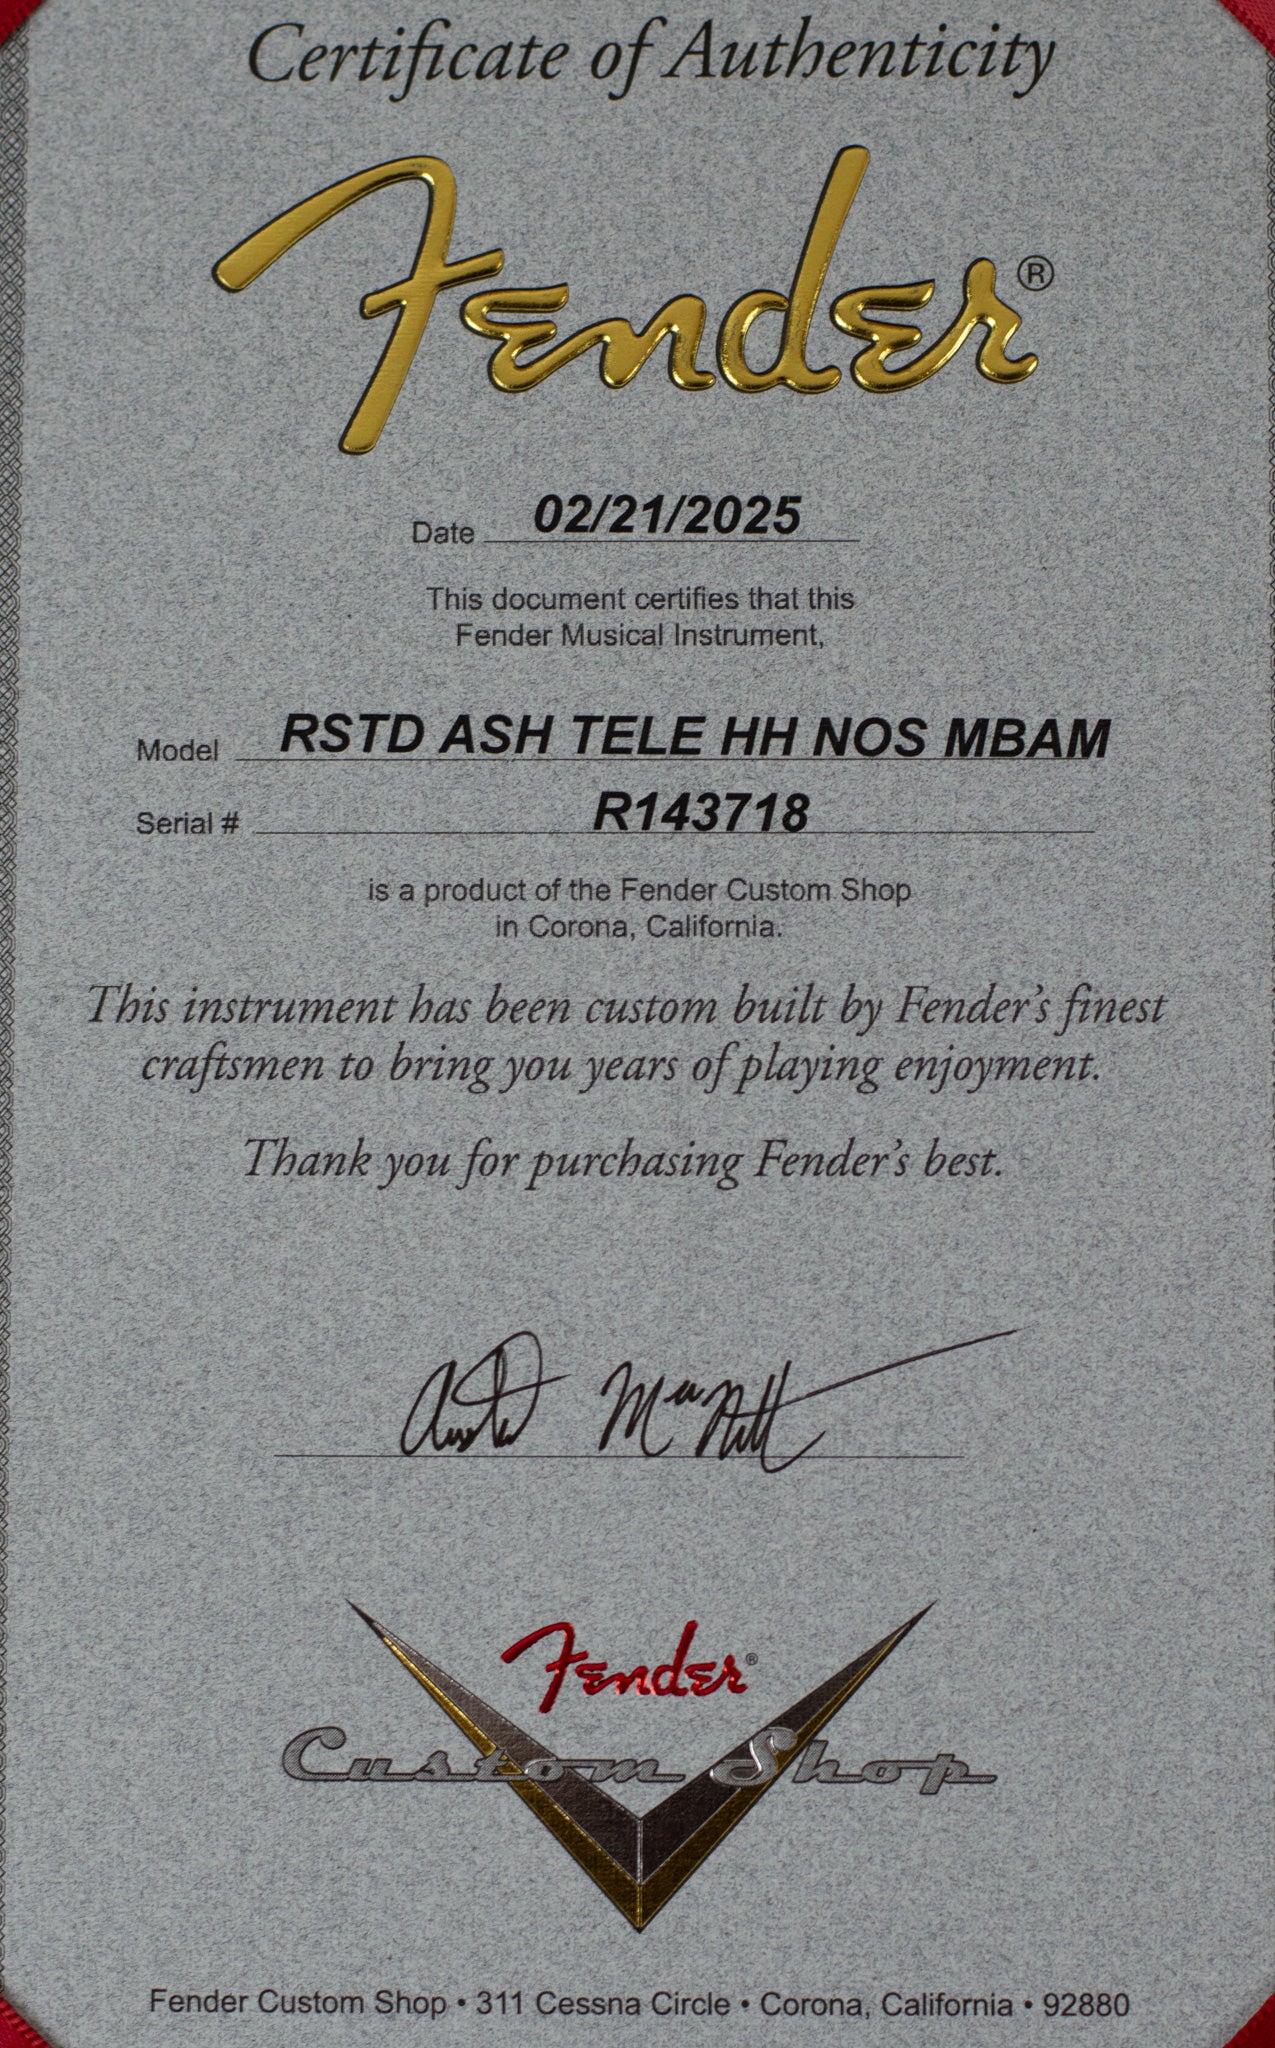 Certificate of Authenticity
Fender®
Date 02/21/2025
This document certifies that this
Fender Musical Instrument,
Model RSTD ASH TELE HH NOS MBAM
Serial # R143718
is a product of the Fender Custom Shop
in Corona, California.
This instrument has been custom built by Fender's finest
craftsmen to bring you years of playing enjoyment.
Thank you for purchasing Fender's best.
Fender®
Custom Shop
Fender Custom Shop • 311 Cessna Circle • Corona, California • 92880